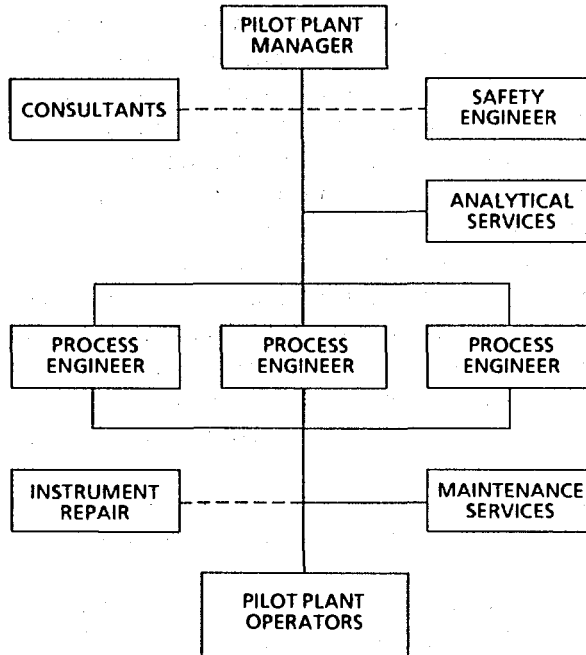 PILOT PLANT
MANAGER
CONSULTANTS
SAFETY
ENGINEER
ANALYTICAL
SERVICES
PROCESS
ENGINEER
PROCESS
ENGINEER
PROCESS
ENGINEER
INSTRUMENT
REPAIR
MAINTENANCE
SERVICES
PILOT PLANT
OPERATORS